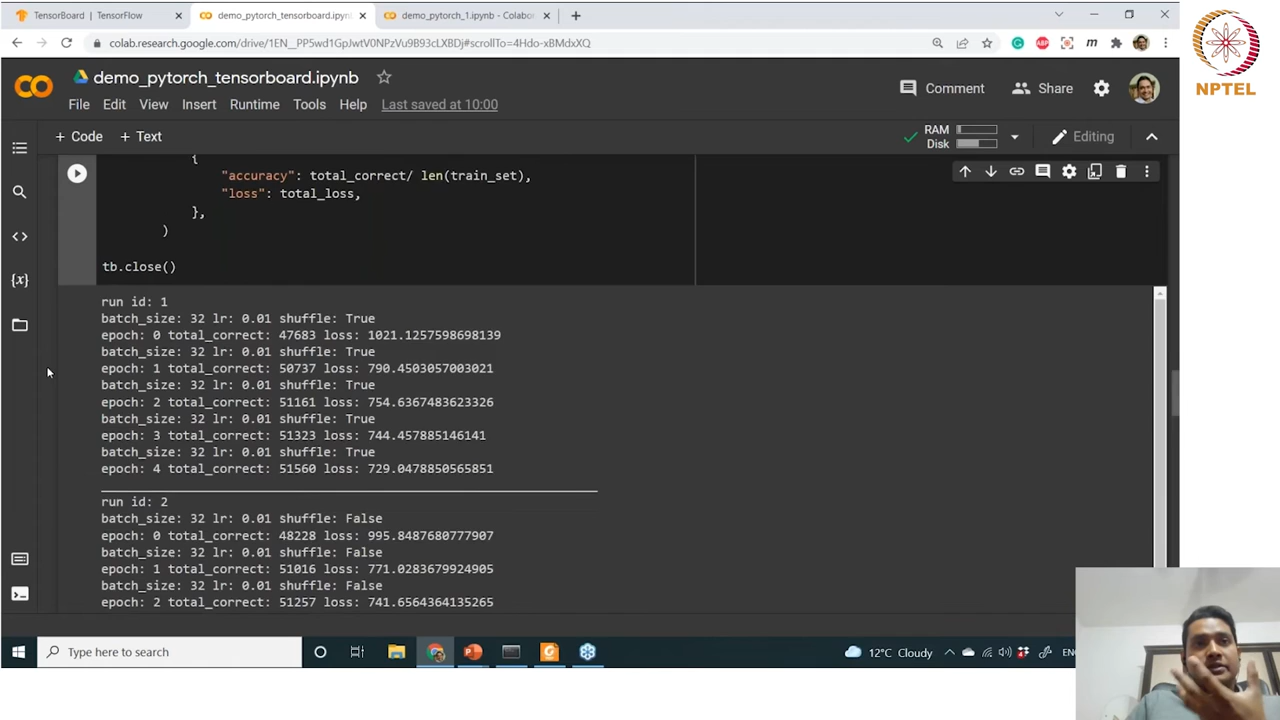 TensorBoard | TensorFlow
demo_pytorch_tensorboard.ipynb
demo_pytorch_1.ipynb - Colabor
colab.research.google.com/drive/1EN__PP5wd1GpJwtV0NPzVu9B93cLXBDj#scrollTo=4Hdo-xBMdxXQ
ABP
m
NPTEL
demo_pytorch_tensorboard.ipynb
Comment
Share
File Edit View Insert Runtime Tools Help Last saved at 10:00
+ Code + Text
RAM
Disk
Editing
{
"accuracy": total_correct/ len(train_set),
"loss": total_loss,
},
)
tb.close()
{x}
run id: 1
batch_size: 32 lr: 0.01 shuffle: True
epoch: 0 total_correct: 47683 loss: 1021.1257598698139
batch_size: 32 lr: 0.01 shuffle: True
epoch: 1 total_correct: 50737 loss: 790.4503057003021
batch_size: 32 lr: 0.01 shuffle: True
epoch: 2 total_correct: 51161 loss: 754.6367483623326
batch_size: 32 lr: 0.01 shuffle: True
epoch: 3 total_correct: 51323 loss: 744.457885146141
batch_size: 32 lr: 0.01 shuffle: True
epoch: 4 total_correct: 51560 loss: 729.0478850565851
run id: 2
batch_size: 32 lr: 0.01 shuffle: False
epoch: 0 total_correct: 48228 loss: 995.8487680777907
batch_size: 32 lr: 0.01 shuffle: False
epoch: 1 total_correct: 51016 loss: 771.0283679924905
batch_size: 32 lr: 0.01 shuffle: False
epoch: 2 total_correct: 51257 loss: 741.6564364135265
Type here to search
12°C Cloudy
EN